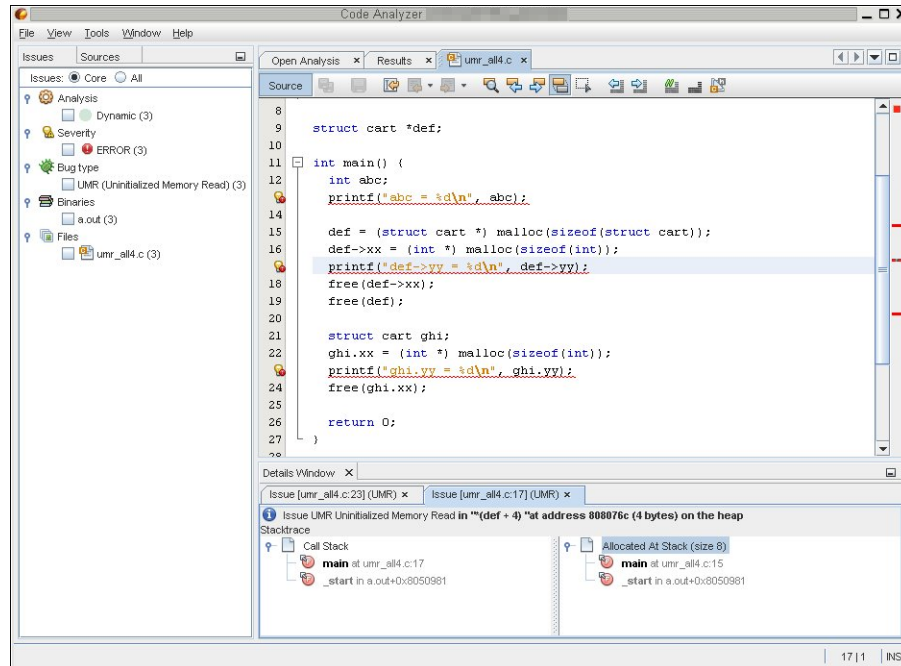 Code Analyzer
File View Tools Window Help
Issues Sources
Issues: Core All
Analysis
Dynamic (3)
Severity
ERROR (3)
Bug type
UMR (Uninitialized Memory Read) (3)
Binaries
a.out (3)
Files
umr_all4.c (3)
Open Analysis x Results x umr_all4.c x
Source
8
9 struct cart *def;
10
11 int main() {
12 int abc;
printf("abc = %d\n", abc);
14
15 def = (struct cart *) malloc(sizeof(struct cart));
16 def->xx = (int *) malloc(sizeof(int));
printf("def->yy = %d\n", def->yy);
18 free(def->xx);
19 free(def);
20
21 struct cart ghi;
22 ghi.xx = (int *) malloc(sizeof(int));
printf("ghi.yy = %d\n", ghi.yy);
24 free(ghi.xx);
25
26 return 0;
27 }
28
Details Window X
Issue [umr_all4.c:23] (UMR) x Issue [umr_all4.c:17] (UMR) x
Issue UMR Uninitialized Memory Read in "*(def + 4) "at address 808076c (4 bytes) on the heap
Stacktrace
Call Stack
main at umr_all4.c:17
_start in a.out+0x8050981
Allocated At Stack (size 8)
main at umr_all4.c:15
_start in a.out+0x8050981
17|1 INS